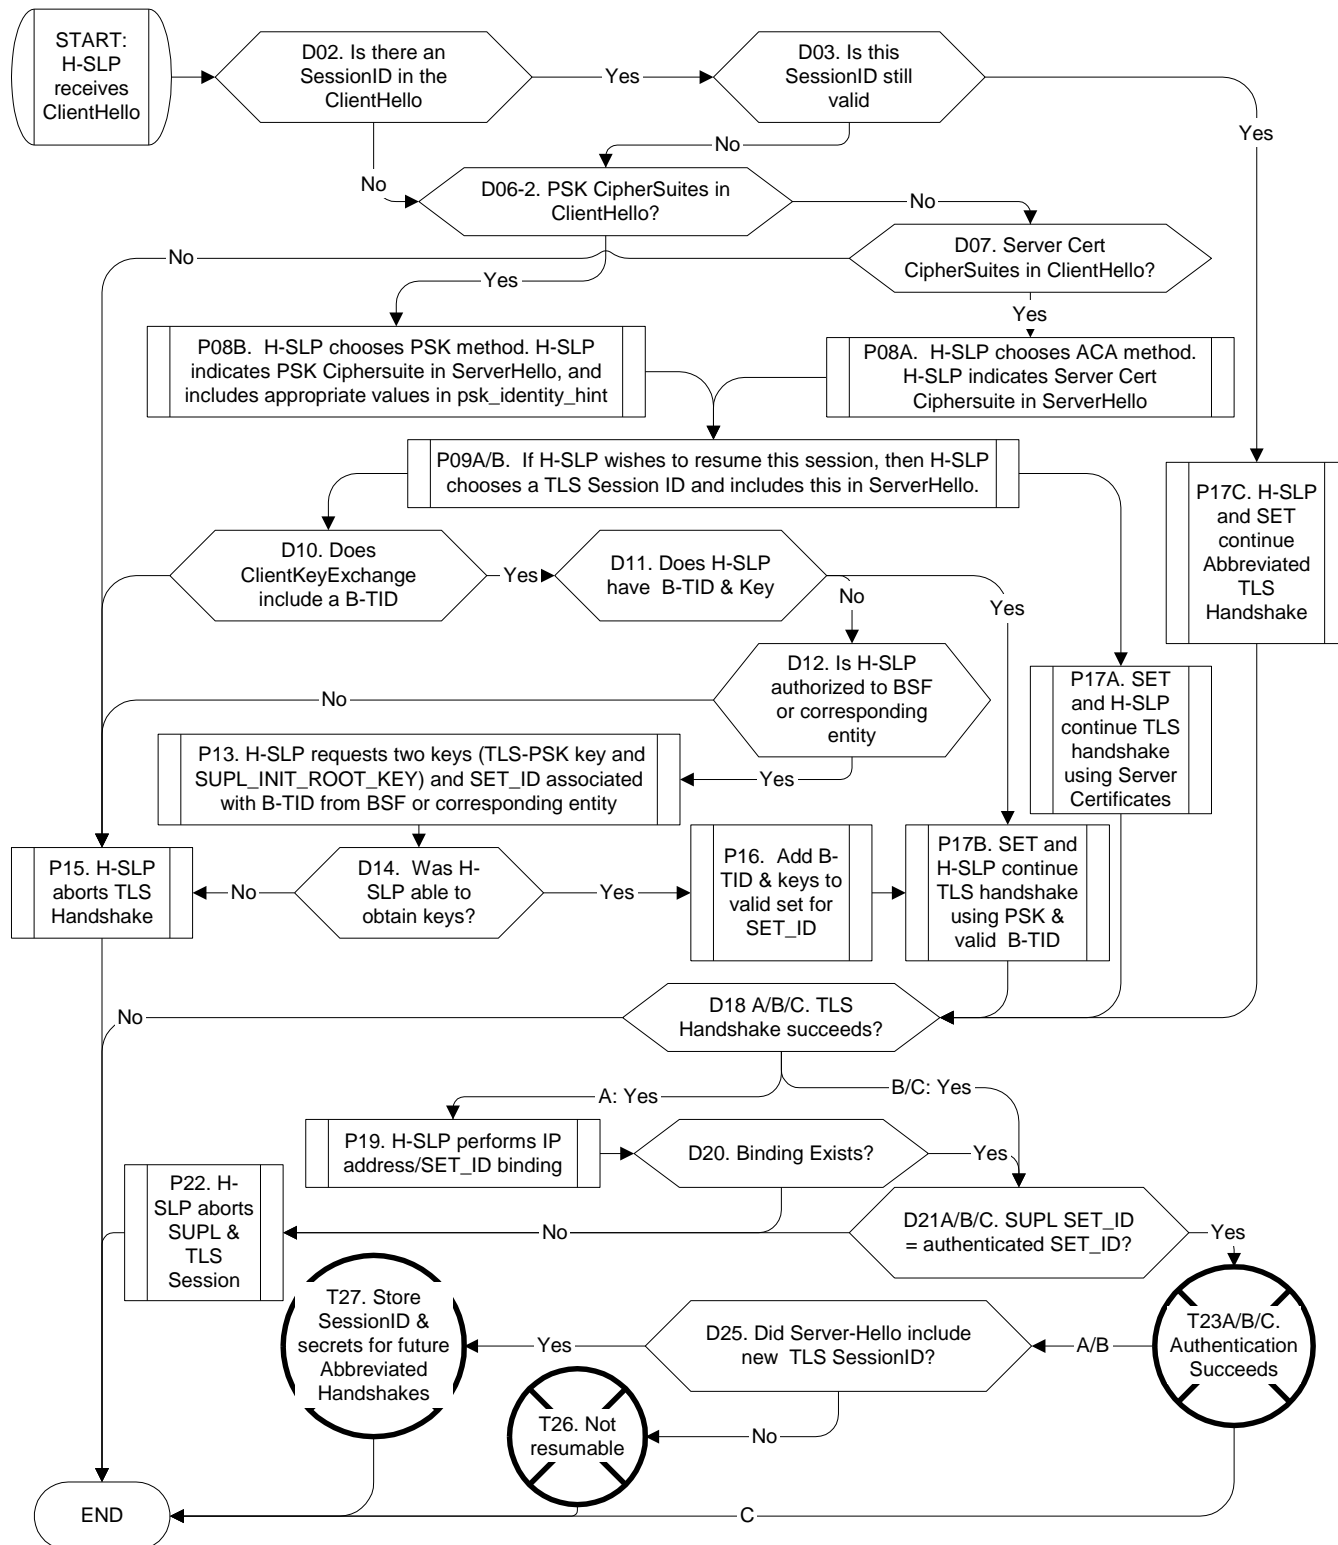 START:
H-SLP
receives
ClientHello
D02. Is there an
SessionID in the
ClientHello
Yes
D03. Is this
SessionID still
valid
Yes
No
No
D06-2. PSK CipherSuites in
ClientHello?
No
D07. Server Cert
CipherSuites in ClientHello?
No
Yes
Yes
P08B.  H-SLP chooses PSK method. H-SLP
indicates PSK Ciphersuite in ServerHello, and
includes appropriate values in psk_identity_hint
P08A.  H-SLP chooses ACA method.
H-SLP indicates Server Cert
Ciphersuite in ServerHello
P09A/B.  If H-SLP wishes to resume this session, then H-SLP
chooses a TLS Session ID and includes this in ServerHello.
P17C. H-SLP
and SET
continue
Abbreviated
TLS
Handshake
D10. Does
ClientKeyExchange
include a B-TID
Yes
D11. Does H-SLP
have  B-TID & Key
No
Yes
D12. Is H-SLP
authorized to BSF
or corresponding
entity
No
Yes
P17A. SET
and H-SLP
continue TLS
handshake
using Server
Certificates
P13. H-SLP requests two keys (TLS-PSK key and
SUPL_INIT_ROOT_KEY) and SET_ID associated
with B-TID from BSF or corresponding entity
P15. H-SLP
aborts TLS
Handshake
No
D14.  Was H-
SLP able to
obtain keys?
Yes
P16.  Add B-
TID & keys to
valid set for
SET_ID
P17B. SET and
H-SLP continue
TLS handshake
using PSK &
valid  B-TID
No
D18 A/B/C. TLS
Handshake succeeds?
A: Yes
B/C: Yes
P19. H-SLP performs IP
address/SET_ID binding
D20. Binding Exists?
Yes
P22. H-
SLP aborts
SUPL &
TLS
Session
No
D21A/B/C. SUPL SET_ID
= authenticated SET_ID?
Yes
T27. Store
SessionID &
secrets for future
Abbreviated
Handshakes
Yes
D25. Did Server-Hello include
new  TLS SessionID?
A/B
T23A/B/C.
Authentication
Succeeds
T26. Not
resumable
No
END
C